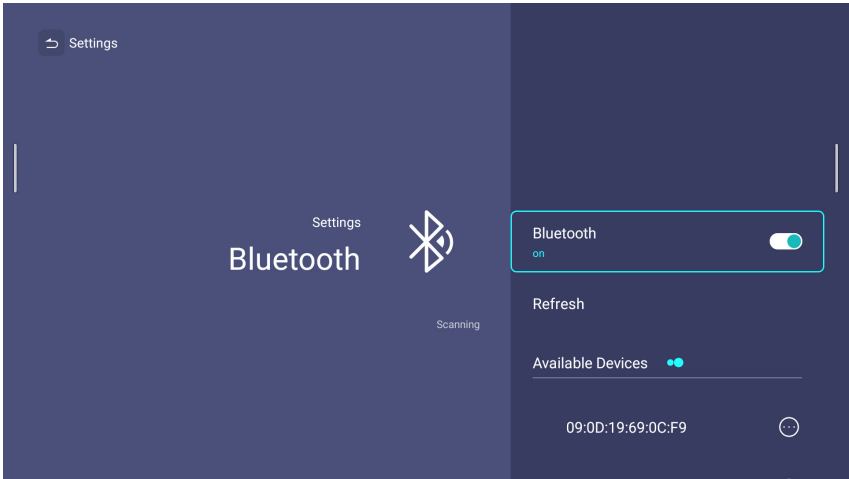 Settings
Settings
Bluetooth
Scanning
Bluetooth
on
Refresh
Available Devices
09:0D:19:69:0C:F9